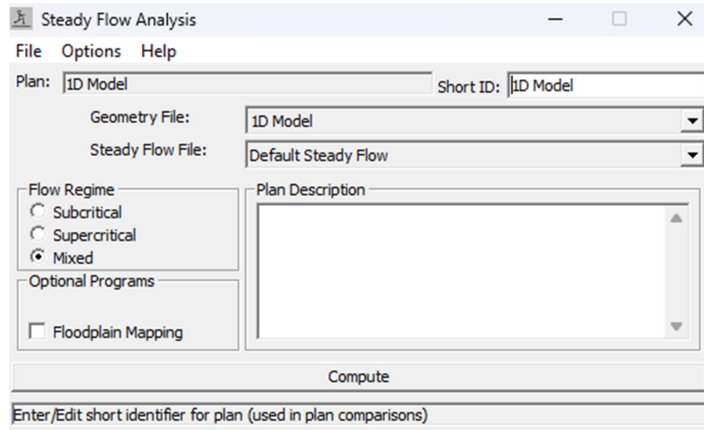 Steady Flow Analysis
File Options Help
Plan: 1D Model Short ID: 1D Model
Geometry File: 1D Model
Steady Flow File: Default Steady Flow
Flow Regime
Subcritical
Supercritical
Mixed
Plan Description
Optional Programs
Floodplain Mapping
Compute
Enter/Edit short identifier for plan (used in plan comparisons)